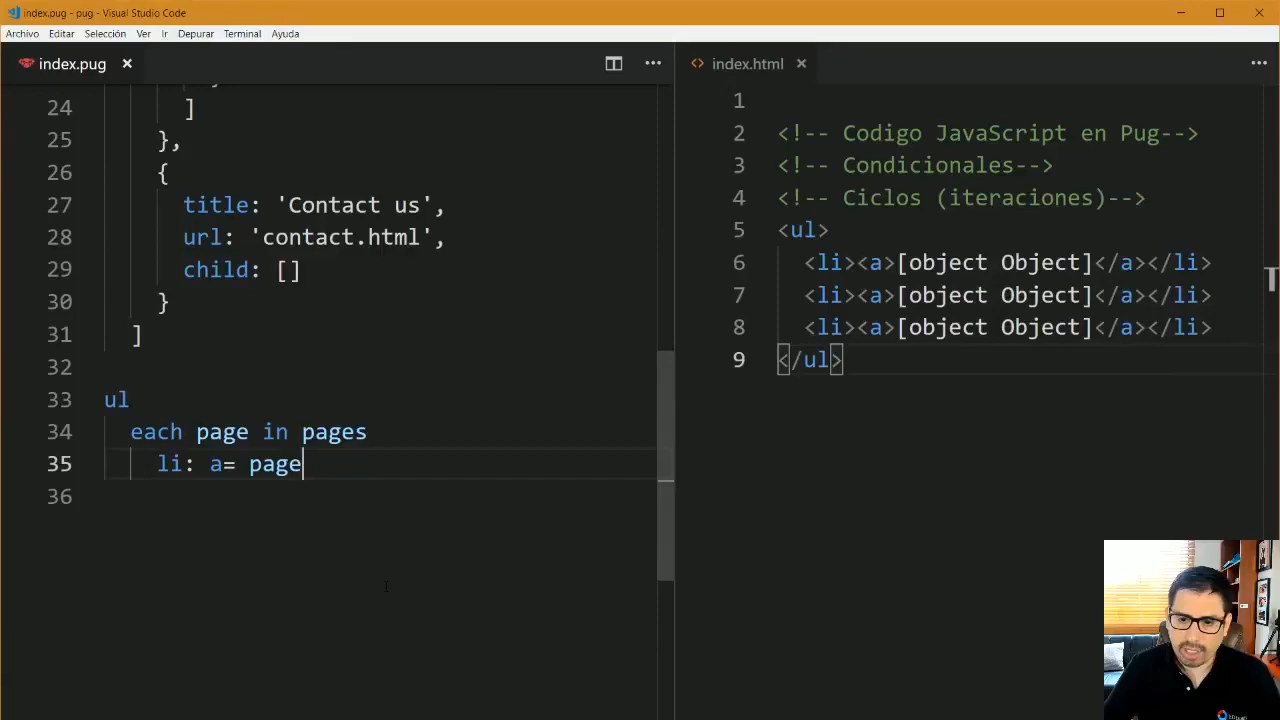 index.pug - pug - Visual Studio Code
Archivo Editar Selección Ver Ir Depurar Terminal Ayuda
index.pug
24 ]
25 },
26 {
27 title: 'Contact us',
28 url: 'contact.html',
29 child: []
30 }
31 ]
32
33 ul
34 each page in pages
35 li: a= page
36
index.html
1
2 <!-- Codigo JavaScript en Pug-->
3 <!-- Condicionales-->
4 <!-- Ciclos (iteraciones)-->
5 <ul>
6 <li><a>[object Object]</a></li>
7 <li><a>[object Object]</a></li>
8 <li><a>[object Object]</a></li>
9 </ul>